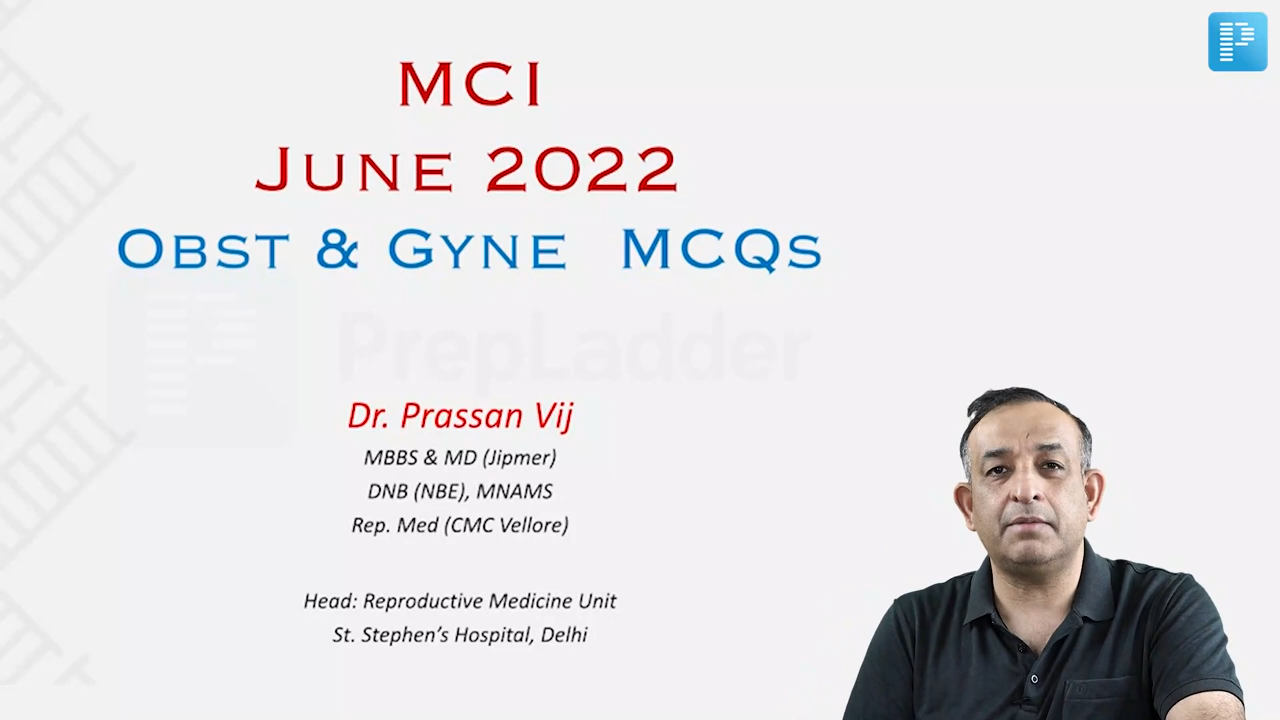 MCI
JUNE 2022
OBST & GYNE MCQS
PrepLadder
Dr. Prassan Vij
MBBS & MD (Jipmer)
DNB (NBE), MNAMS
Rep. Med (CMC Vellore)
Head: Reproductive Medicine Unit
St. Stephen's Hospital, Delhi